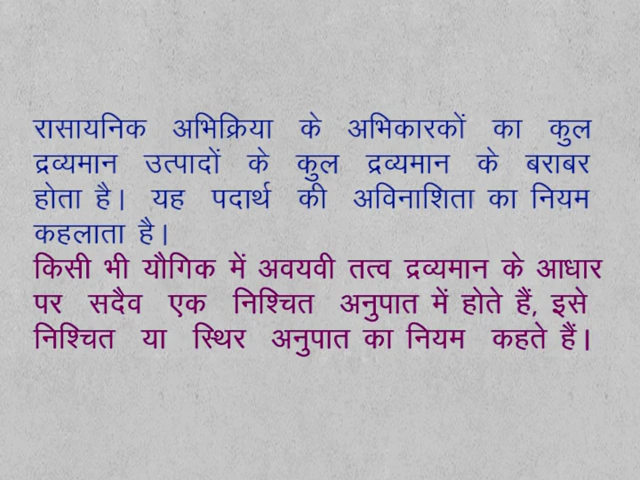 रासायनिक अभिक्रिया के अभिकारकों का कुल
द्रव्यमान उत्पादों के कुल द्रव्यमान के बराबर
होता है। यह पदार्थ की अविनाशिता का नियम
कहलाता है।
किसी भी यौगिक में अवयवी तत्व द्रव्यमान के आधार
पर सदैव एक निश्चित अनुपात में होते हैं, इसे
निश्चित या स्थिर अनुपात का नियम कहते हैं।